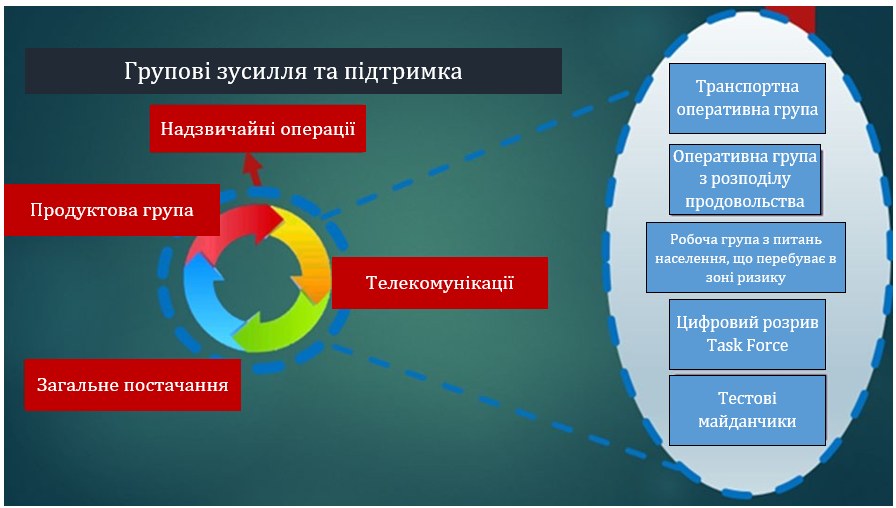 Групові зусилля та підтримка
Надзвичайні операції
Продуктова група
Телекомунікації
Загальне постачання
Транспортна
оперативна група
Оперативна група
з розподілу
продовольства
Робоча група з питань
населення, що перебуває в
зоні ризику
Цифровий розрив
Task Force
Тестові
майданчики